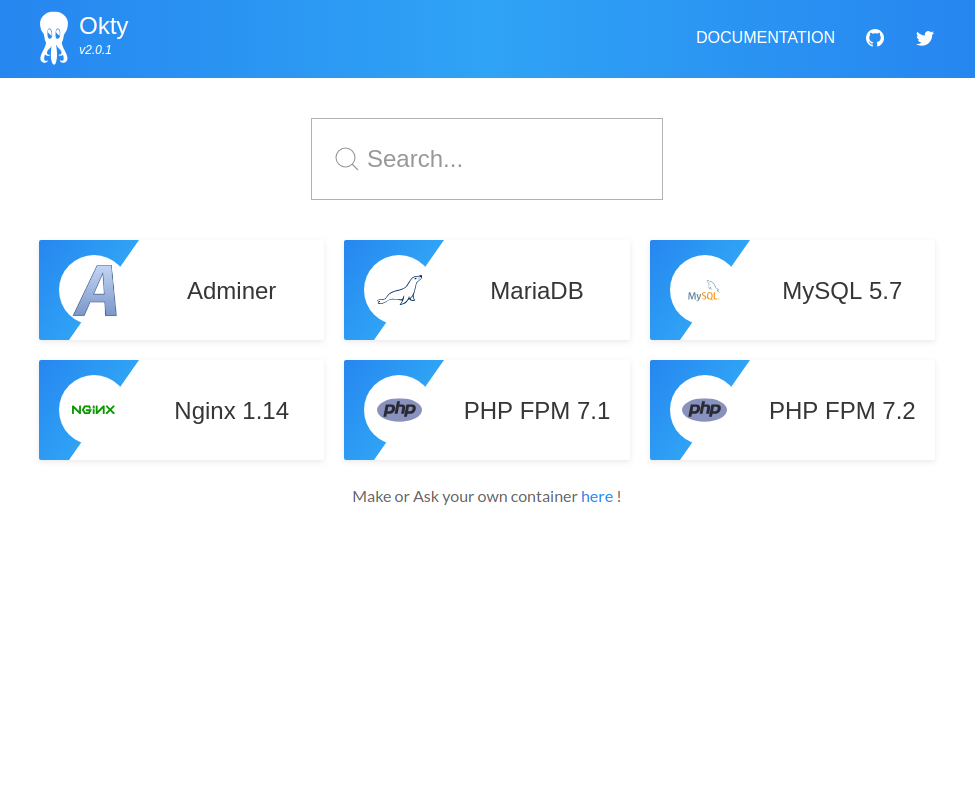 Okty
v2.0.1
DOCUMENTATION
Search...
Adminer
MariaDB
MySQL
MySQL 5.7
NGiNX
Nginx 1.14
php
PHP FPM 7.1
php
PHP FPM 7.2
Make or Ask your own container here !